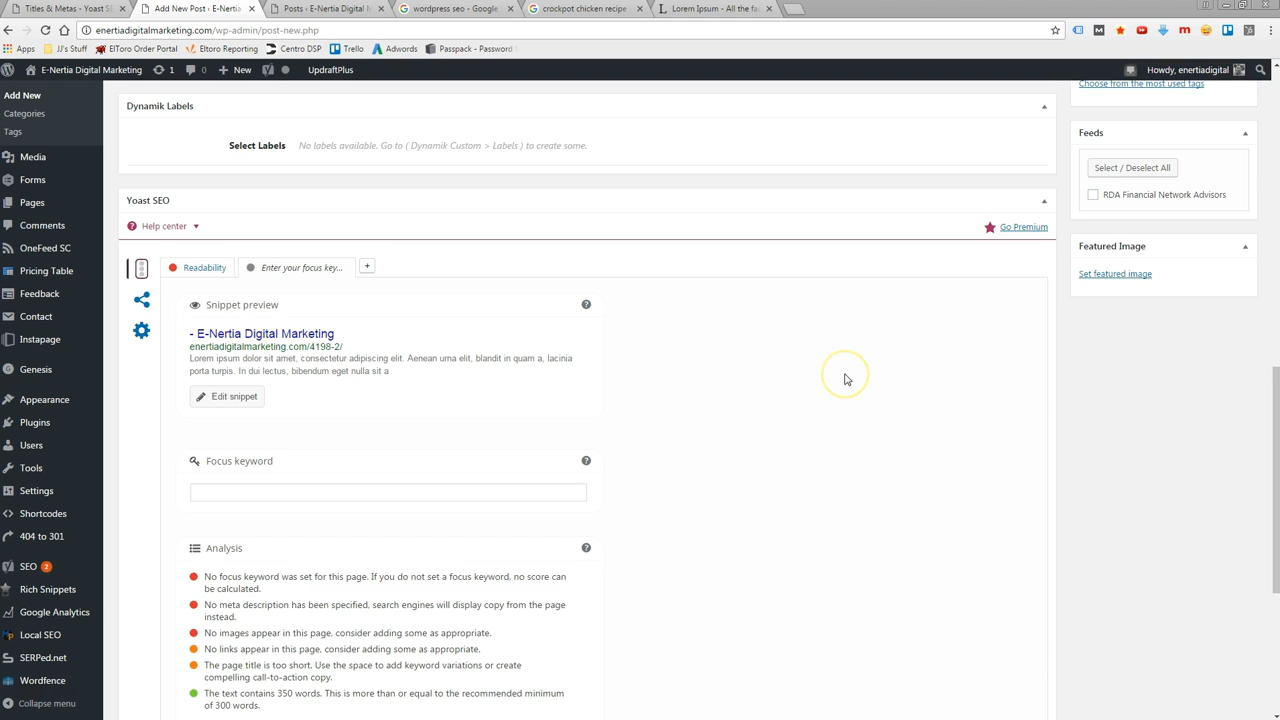 Titles & Metas - Yoast S
Add New Post ‹ E-Nertia
Posts ‹ E-Nertia Digital M
wordpress seo - Google
crockpot chicken recipe
Lorem Ipsum - All the fa
enertiadigitalmarketing.com/wp-admin/post-new.php
Apps
JJ's Stuff
ElToro Order Portal
Eltoro Reporting
Centro DSP
Trello
Adwords
Passpack - Password
E-Nertia Digital Marketing
1
0
New
UpdraftPlus
Howdy, enertiadigital
Add New
Categories
Tags
Media
Forms
Pages
Comments
OneFeed SC
Pricing Table
Feedback
Contact
Instapage
Genesis
Appearance
Plugins
Users
Tools
Settings
Shortcodes
404 to 301
SEO 2
Rich Snippets
Google Analytics
Local SEO
SERPed.net
Wordfence
Collapse menu
Dynamik Labels
Select Labels
No labels available. Go to ( Dynamik Custom > Labels ) to create some.
Yoast SEO
Help center
Go Premium
Readability
Enter your focus key...
+
Snippet preview
- E-Nertia Digital Marketing
enertiadigitalmarketing.com/4198-2/
Lorem ipsum dolor sit amet, consectetur adipiscing elit. Aenean urna elit, blandit in quam a, lacinia
porta turpis. In dui lectus, bibendum eget nulla sit a
Edit snippet
Focus keyword
Analysis
No focus keyword was set for this page. If you do not set a focus keyword, no score can
be calculated.
No meta description has been specified, search engines will display copy from the page
instead.
No images appear in this page, consider adding some as appropriate.
No links appear in this page, consider adding some as appropriate.
The page title is too short. Use the space to add keyword variations or create
compelling call-to-action copy.
The text contains 350 words. This is more than or equal to the recommended minimum
of 300 words.
Choose from the most used tags
Feeds
Select / Deselect All
RDA Financial Network Advisors
Featured Image
Set featured image